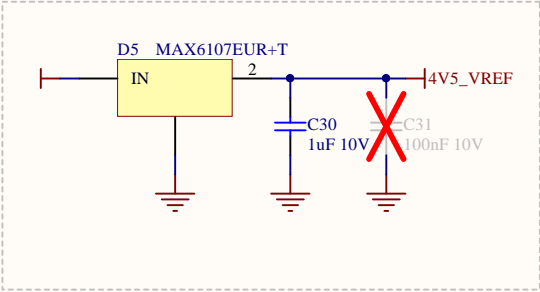 D5 MAX6107EUR+T
IN
2
4V5_VREF
C30
1uF 10V
C31
100nF 10V